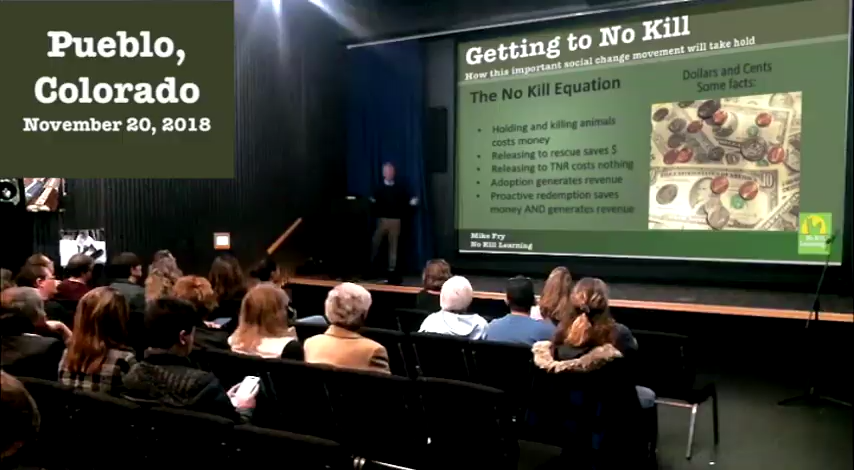 Pueblo,
Colorado
November 20, 2018
Getting to No Kill
How this important social change movement will take hold
The No Kill Equation
• Holding and killing animals
costs money
• Releasing to rescue saves $
• Releasing to TNR costs nothing
• Adoption generates revenue
• Proactive redemption saves
money AND generates revenue
Dollars and Cents
Some facts:
Mike Fry
No Kill Learning
No Kill
Learning